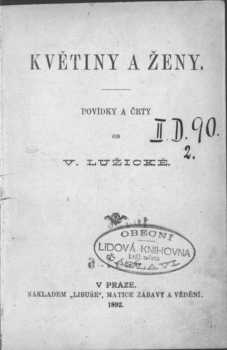 KVĚTINY A ŽENY.
POVÍDKY A ČRTY
OD
II.D.90.
2.
V. LUŽICKÉ.
OBECNÍ
LIDOVÁ KNIHOVNA
V PRAZE.
NÁKLADEM „LIBUŠE“, MATICE ZÁBAVY A VĚDĚNÍ.
1892.